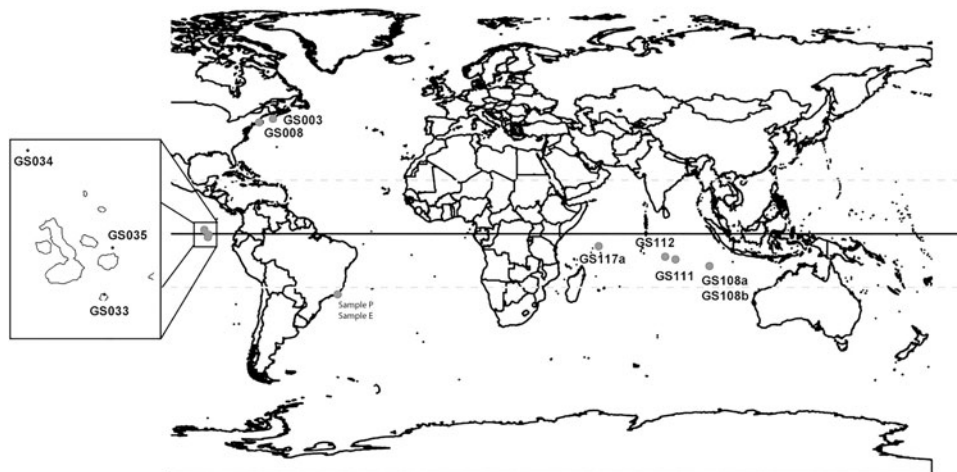 GS003
GS008
GS034
GS035
GS033
GS112
GS117a
GS111
GS108a
GS108b
Sample P
Sample E